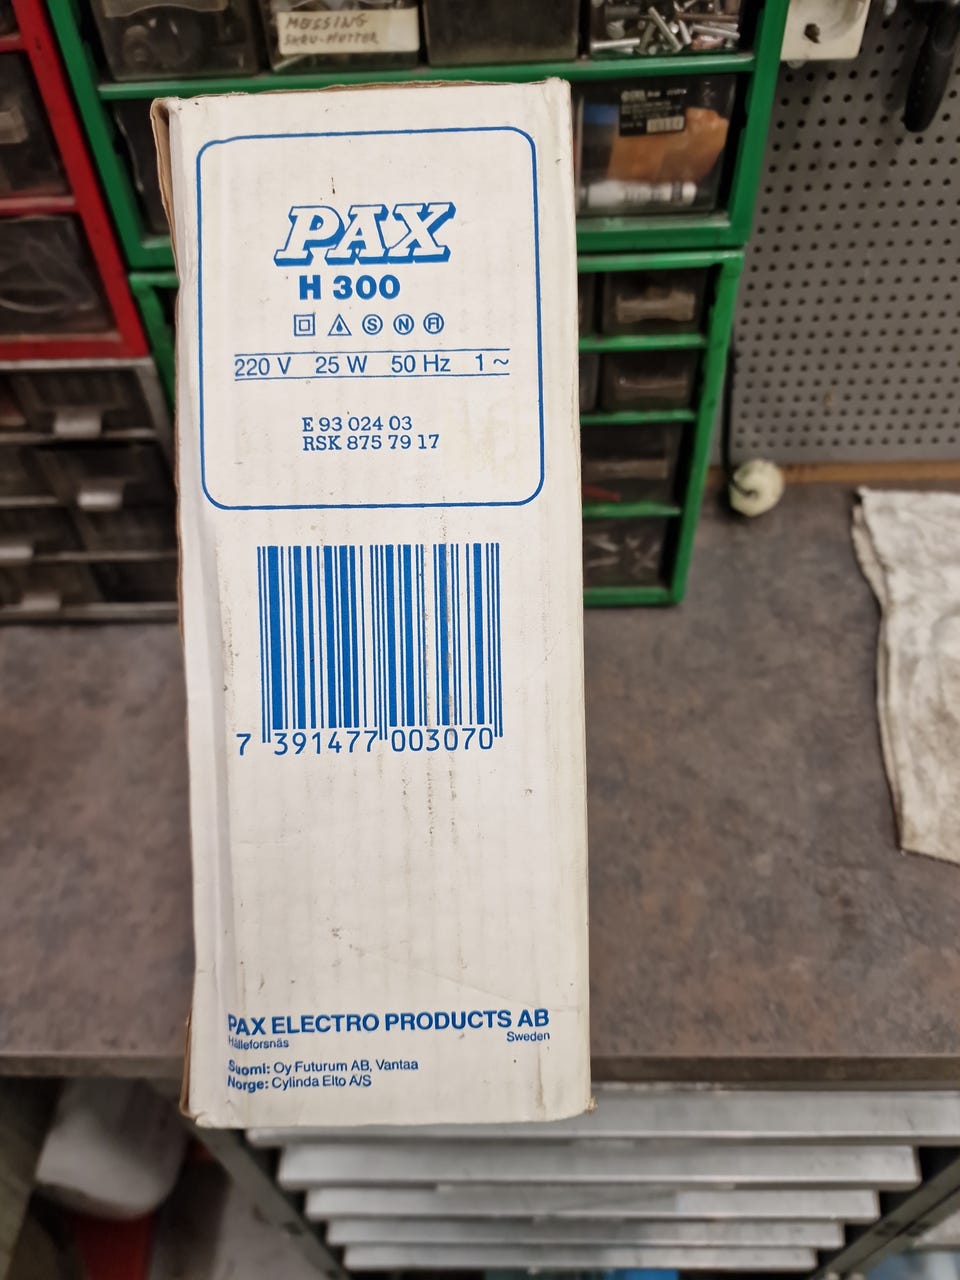 MESSING
SKRU-MUTTER
PAX
H 300
S N FI
220 V 25 W 50 Hz 1 ~
E 93 024 03
RSK 875 79 17
7 391477 003070
PAX ELECTRO PRODUCTS AB
Hälleforsnäs Sweden
Suomi: Oy Futurum AB, Vantaa
Norge: Cylinda Elto A/S